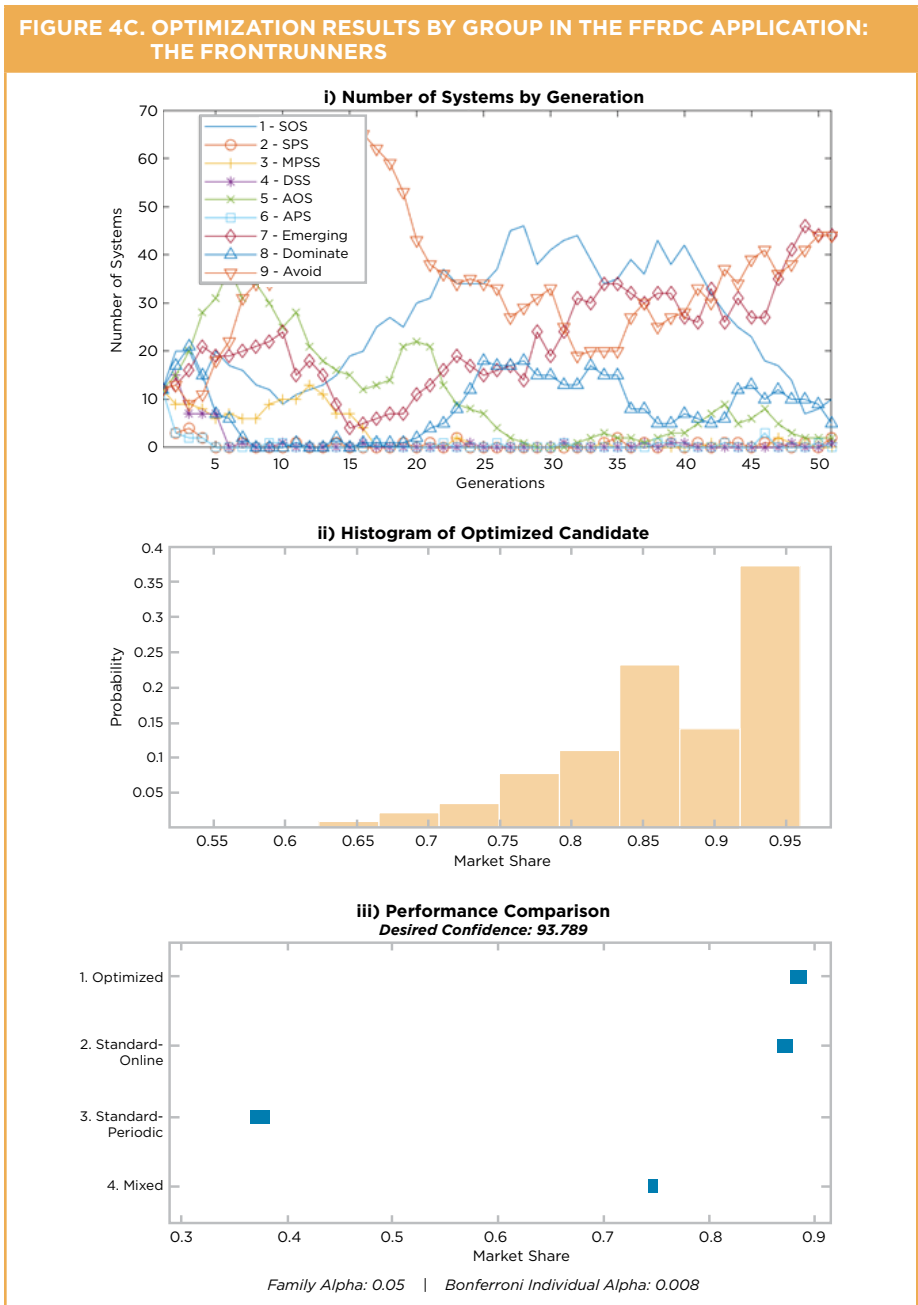 FIGURE 4C. OPTIMIZATION RESULTS BY GROUP IN THE FFRDC APPLICATION:
THE FRONTRUNNERS
i) Number of Systems by Generation
70
60
50
40
30
20
10
0
Number of Systems
1 - SOS
2 - SPS
3 - MPSS
4 - DSS
5 - AOS
6 - APS
7 - Emerging
8 - Dominate
9 - Avoid
5 10 15 20 25 30 35 40 45 50
Generations
ii) Histogram of Optimized Candidate
0.4
0.35
0.3
0.25
0.2
0.15
0.1
0.05
Probability
0.55 0.6 0.65 0.7 0.75 0.8 0.85 0.9 0.95
Market Share
iii) Performance Comparison
Desired Confidence: 93.789
1. Optimized
2. Standard-
Online
3. Standard-
Periodic
4. Mixed
0.3 0.4 0.5 0.6 0.7 0.8 0.9
Market Share
Family Alpha: 0.05 | Bonferroni Individual Alpha: 0.008